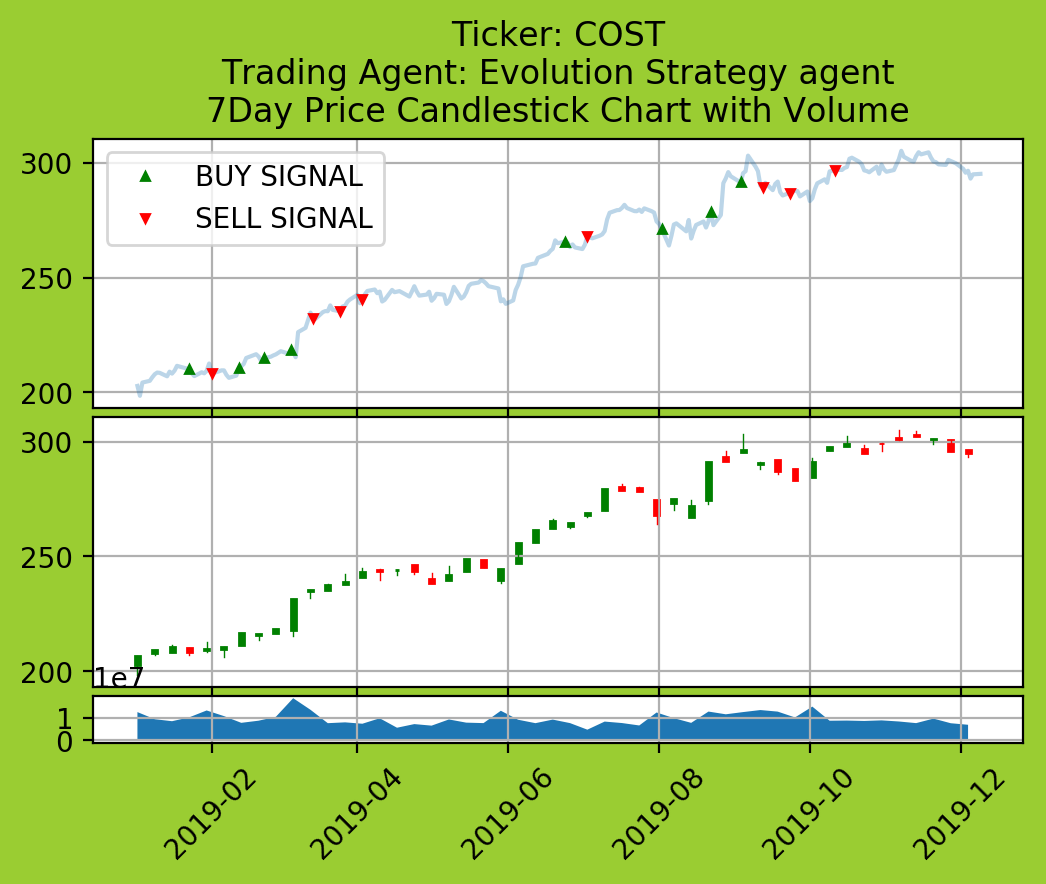 Ticker: COST
Trading Agent: Evolution Strategy agent
7Day Price Candlestick Chart with Volume
BUY SIGNAL
SELL SIGNAL
300
250
200
300
250
200
1e7
1
0
2019-02
2019-04
2019-06
2019-08
2019-10
2019-12